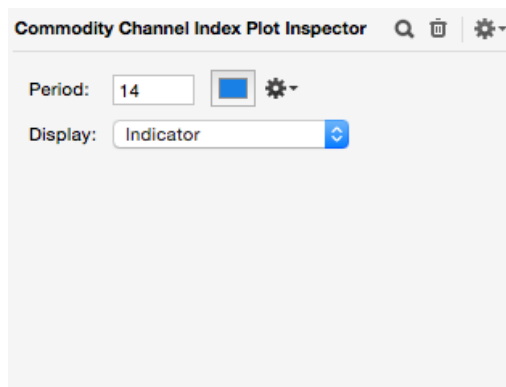 Commodity Channel Index Plot Inspector
Period: 14
Display: Indicator